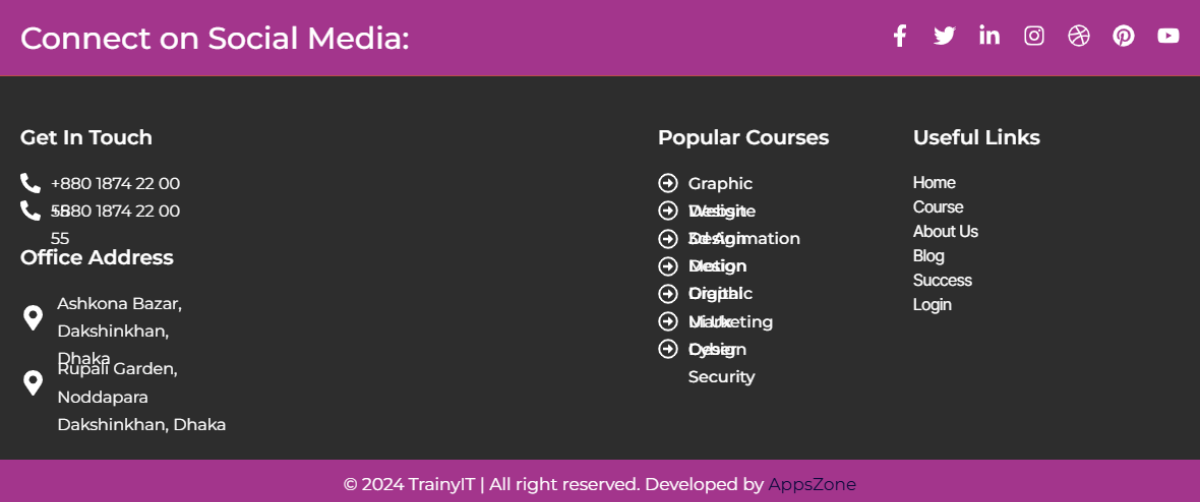 Connect on Social Media:
Get In Touch
+880 1874 22 00
55
+880 1874 22 00
55
Office Address
Ashkona Bazar,
Dakshinkhan,
Dhaka
Rupali Garden,
Noddapara
Dakshinkhan, Dhaka
Popular Courses
Graphic
Design
Website
Design
3d Animation
Motion
Graphic
Digital
Marketing
Ui Ux
Design
Cyber
Security
Useful Links
Home
Course
About Us
Blog
Success
Login
© 2024 TrainyIT | All right reserved. Developed by AppsZone